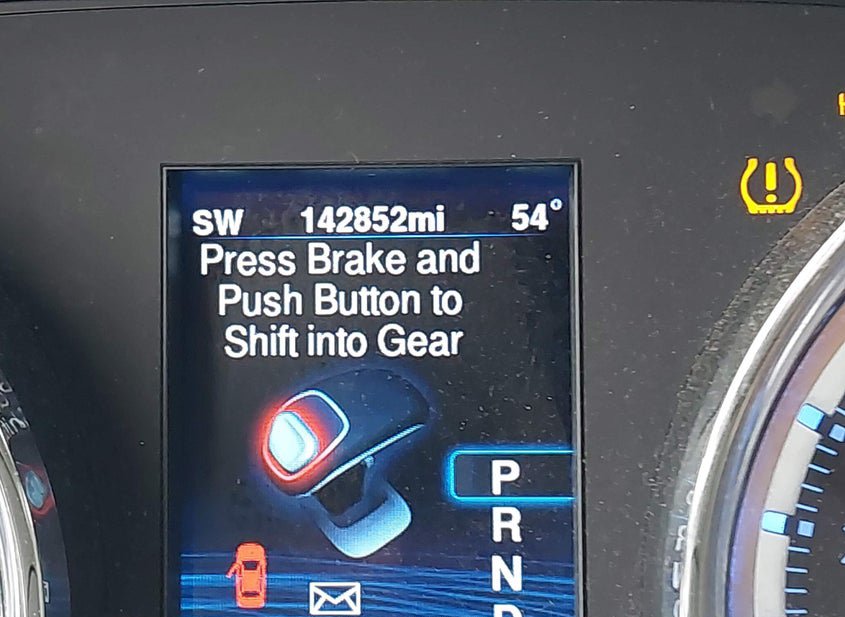 SW 142852mi 54°
Press Brake and
Push Button to
Shift into Gear
P
R
N